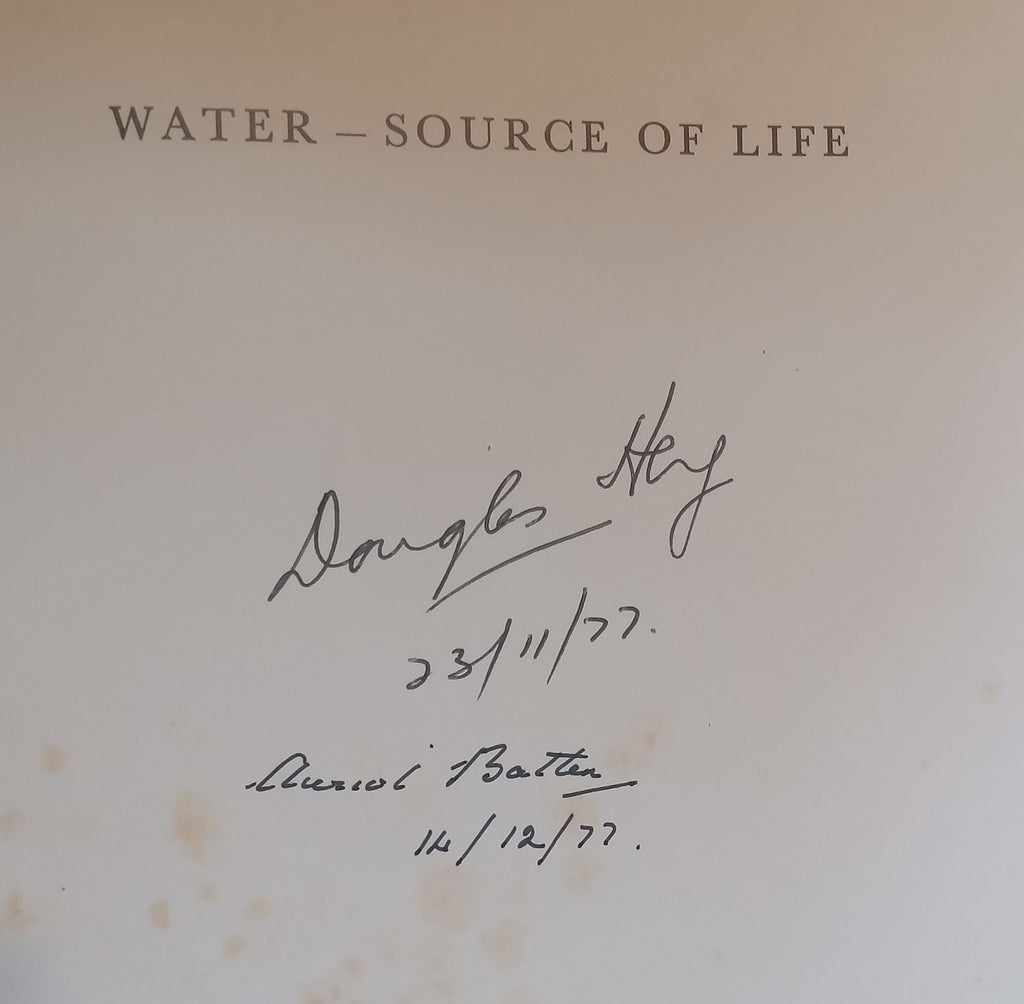 WATER – SOURCE OF LIFE
Douglas Hey
23/11/77.
Auriol Batten
14/12/77.